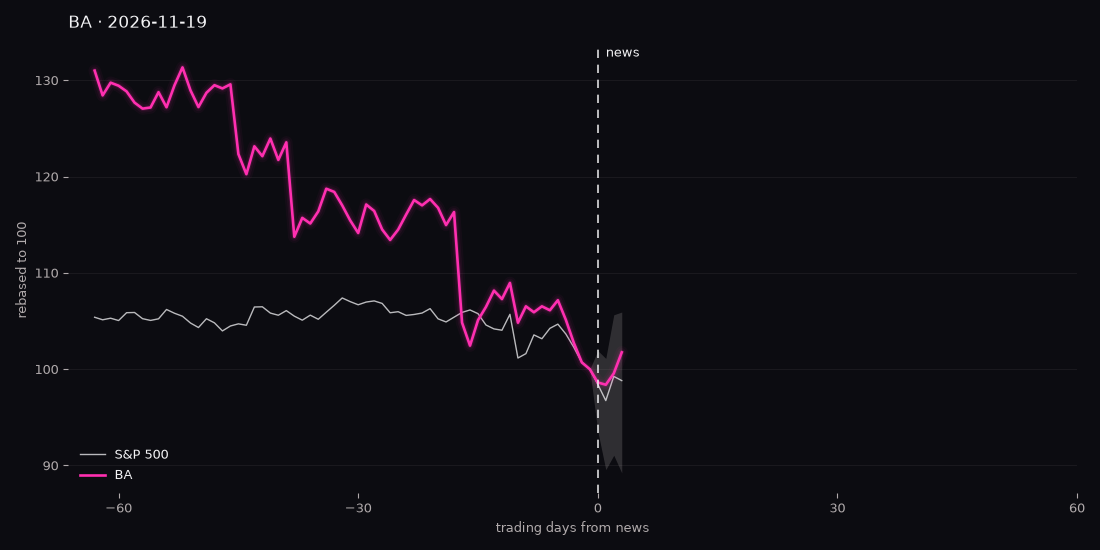 BA · 2026-11-19
news
130
120
110
100
90
rebased to 100
S&P 500
BA
−60
−30
0
30
60
trading days from news